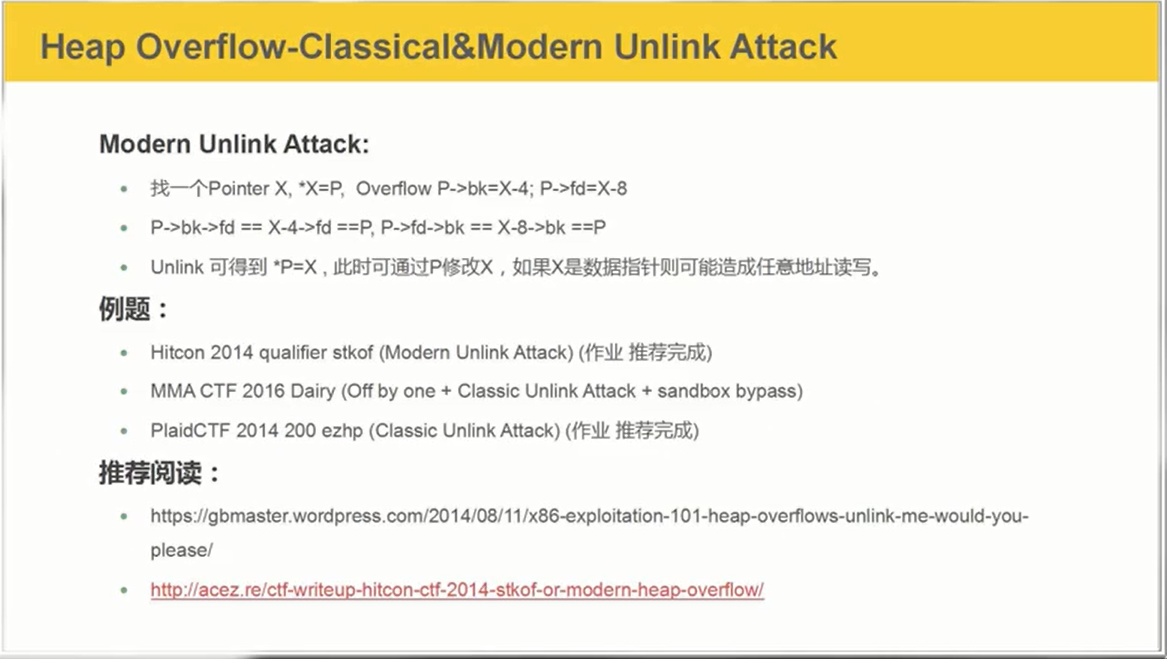 Heap Overflow-Classical&Modern Unlink Attack
Modern Unlink Attack:
• 找一个Pointer X, *X=P, Overflow P->bk=X-4; P->fd=X-8
• P->bk->fd == X-4->fd ==P, P->fd->bk == X-8->bk ==P
• Unlink 可得到 *P=X , 此时可通过P修改X , 如果X是数据指针则可能造成任意地址读写。
例题：
• Hitcon 2014 qualifier stkof (Modern Unlink Attack) (作业 推荐完成)
• MMA CTF 2016 Dairy (Off by one + Classic Unlink Attack + sandbox bypass)
• PlaidCTF 2014 200 ezhp (Classic Unlink Attack) (作业 推荐完成)
推荐阅读：
• https://gbmaster.wordpress.com/2014/08/11/x86-exploitation-101-heap-overflows-unlink-me-would-you-
please/
• http://acez.re/ctf-writeup-hitcon-ctf-2014-stkof-or-modern-heap-overflow/